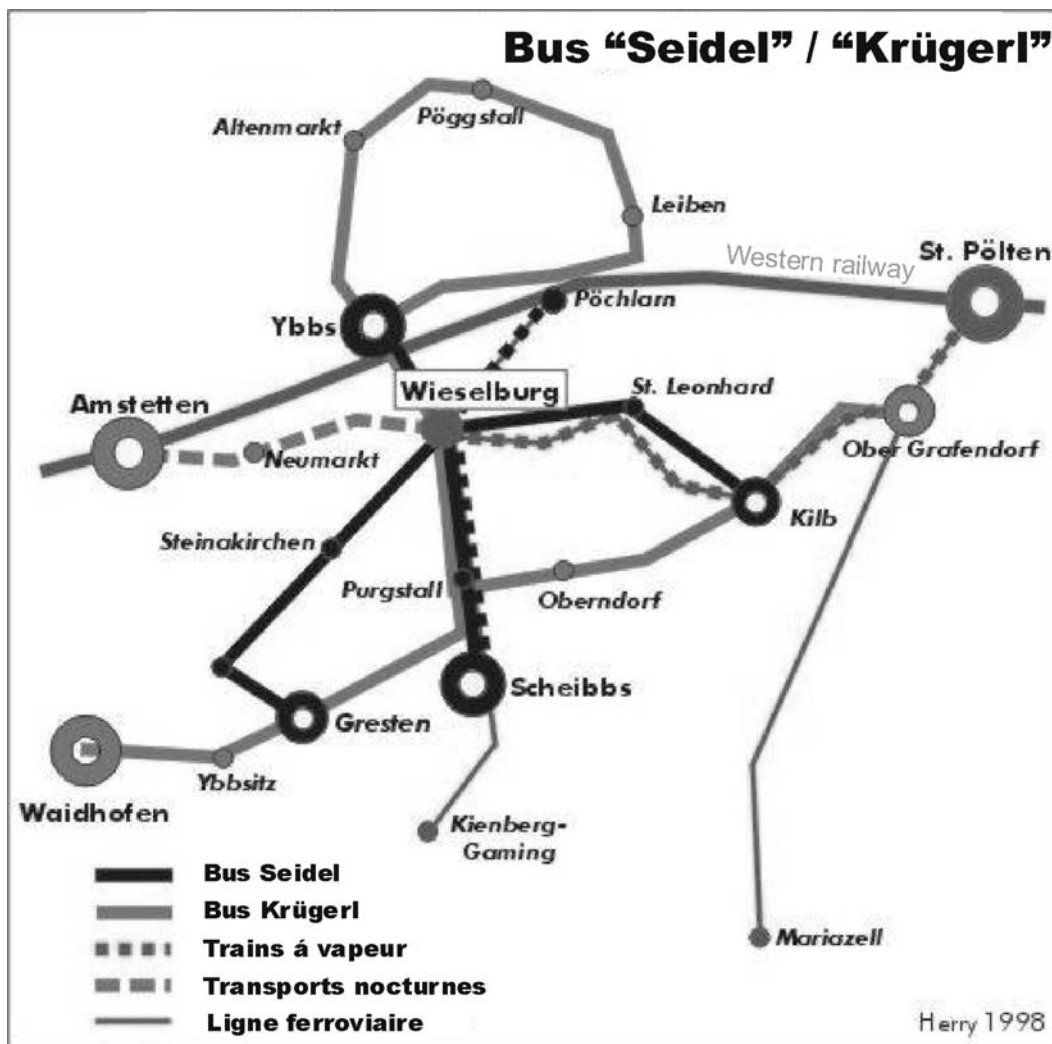 Bus “Seidel” / “Krügerl”
Altenmarkt
Pöggstall
Leiben
Western railway
St. Pölten
Ybbs
Pöchlarn
Wieselburg
St. Leonhard
Amstetten
Neumarkt
Ober Grafendorf
Kilb
Steinakirchen
Purgstall
Oberndorf
Scheibbs
Gresten
Ybbsitz
Waidhofen
Kienberg-
Gaming
Mariazell
Bus Seidel
Bus Krügerl
Trains á vapeur
Transports nocturnes
Ligne ferroviaire
Herry 1998